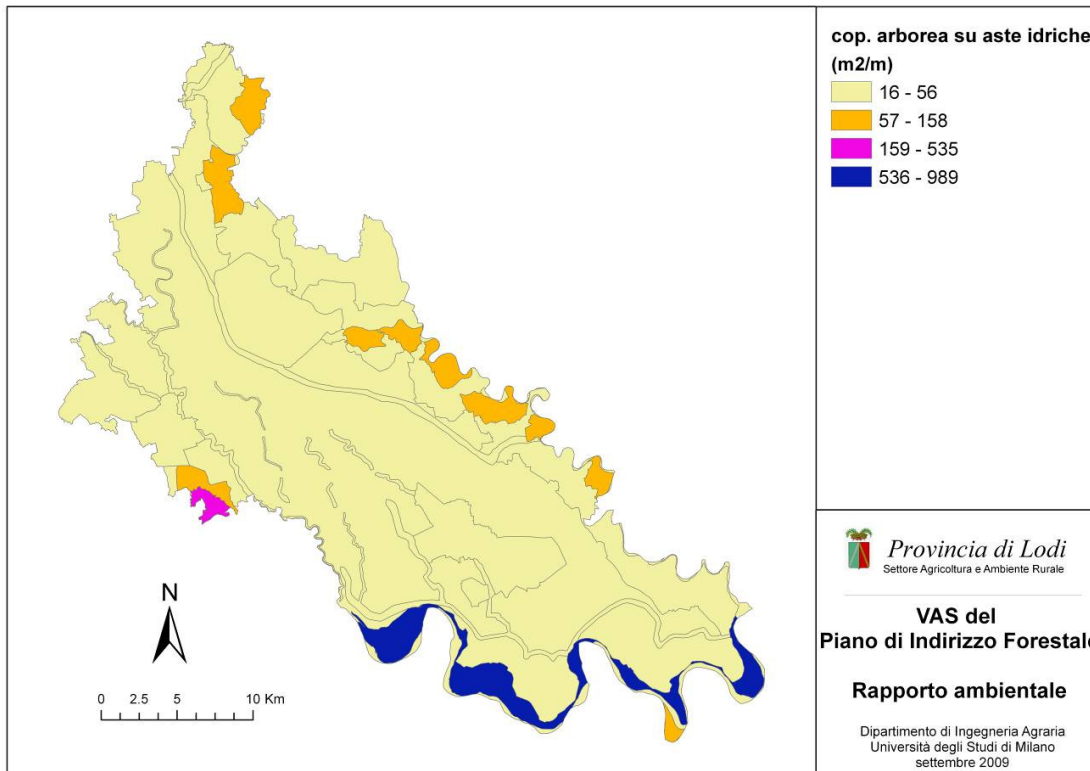 cop. arborea su aste idriche
(m2/m)
16 - 56
57 - 158
159 - 535
536 - 989
N
0 2.5 5 10 Km
Provincia di Lodi
Settore Agricoltura e Ambiente Rurale
VAS del
Piano di Indirizzo Forestale
Rapporto ambientale
Dipartimento di Ingegneria Agraria
Università degli Studi di Milano
settembre 2009